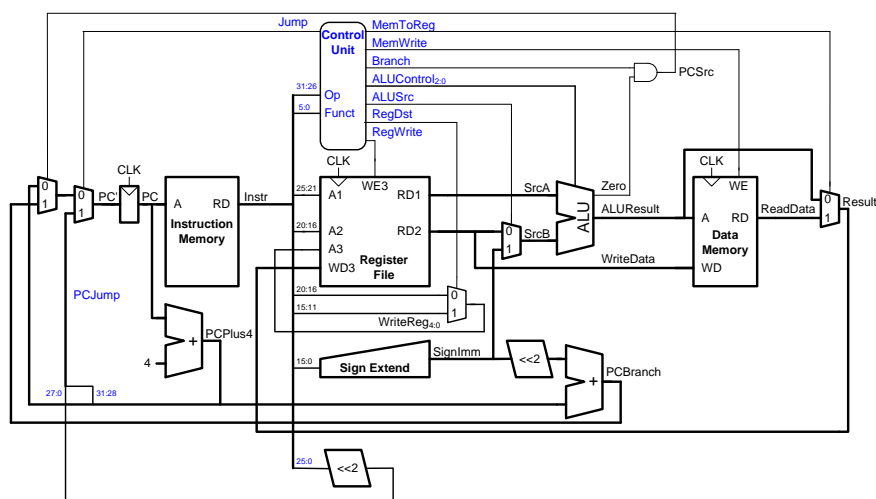 Jump
Control
Unit
MemToReg
MemWrite
Branch
ALUControl2:0
PCSrc
31:26
Op
ALUSrc
5:0
Funct
RegDst
RegWrite
CLK
CLK
CLK
0
1
0
1
PC'
PC
A
RD
Instr
Instruction
Memory
25:21
A1
WE3
RD1
SrcA
Zero
WE
20:16
A2
RD2
0
1
SrcB
ALU
ALUResult
A
RD
ReadData
0
1
Result
A3
Register
File
WD3
WriteData
Data
Memory
WD
PCJump
20:16
0
15:11
1
WriteReg4:0
PCPlus4
+
4
SignImm
15:0
Sign Extend
<<2
PCBranch
+
27:0
31:28
25:0
<<2